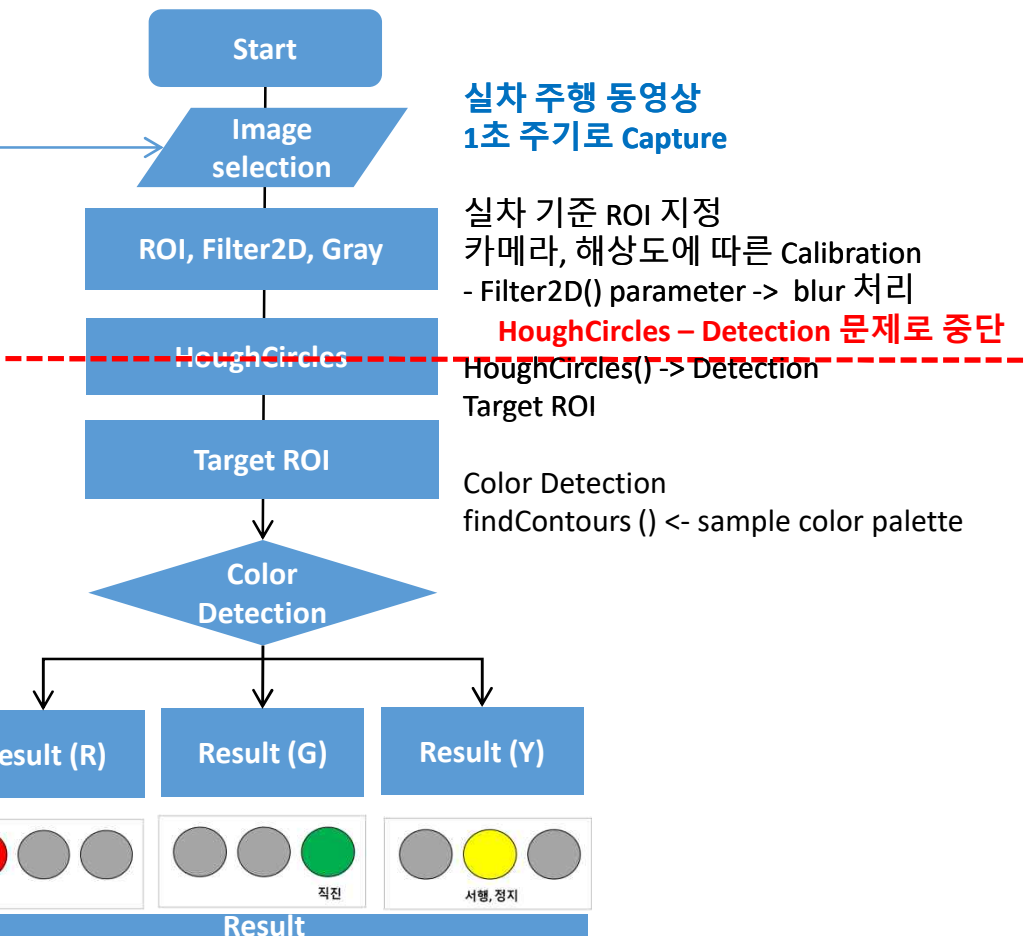 Start
실차 주행 동영상
1초 주기로 Capture
Image
selection
실차 기준 ROI 지정
카메라, 해상도에 따른 Calibration
- Filter2D() parameter -> blur 처리
ROI, Filter2D, Gray
HoughCircles – Detection 문제로 중단
HoughCircles
HoughCircles() -> Detection
Target ROI
Target ROI
Color Detection
findContours () <- sample color palette
Color
Detection
esult (R)
Result (G)
Result (Y)
직진
서행, 정지
Result